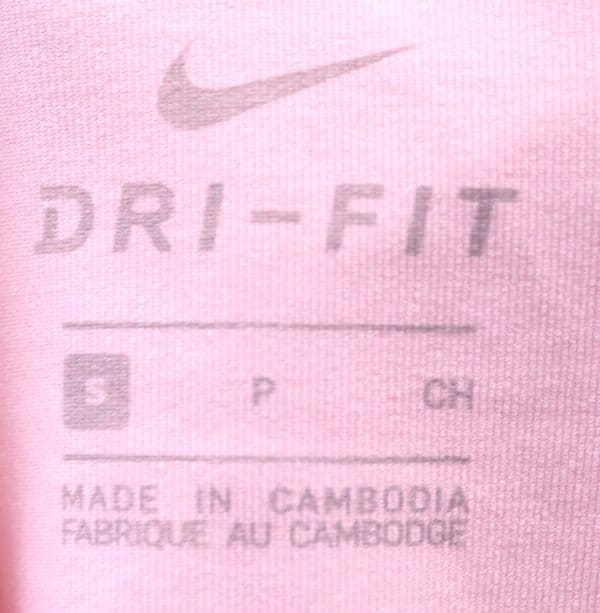 DRI-FIT
S P CH
MADE IN CAMBODIA
FABRIQUE AU CAMBODGE